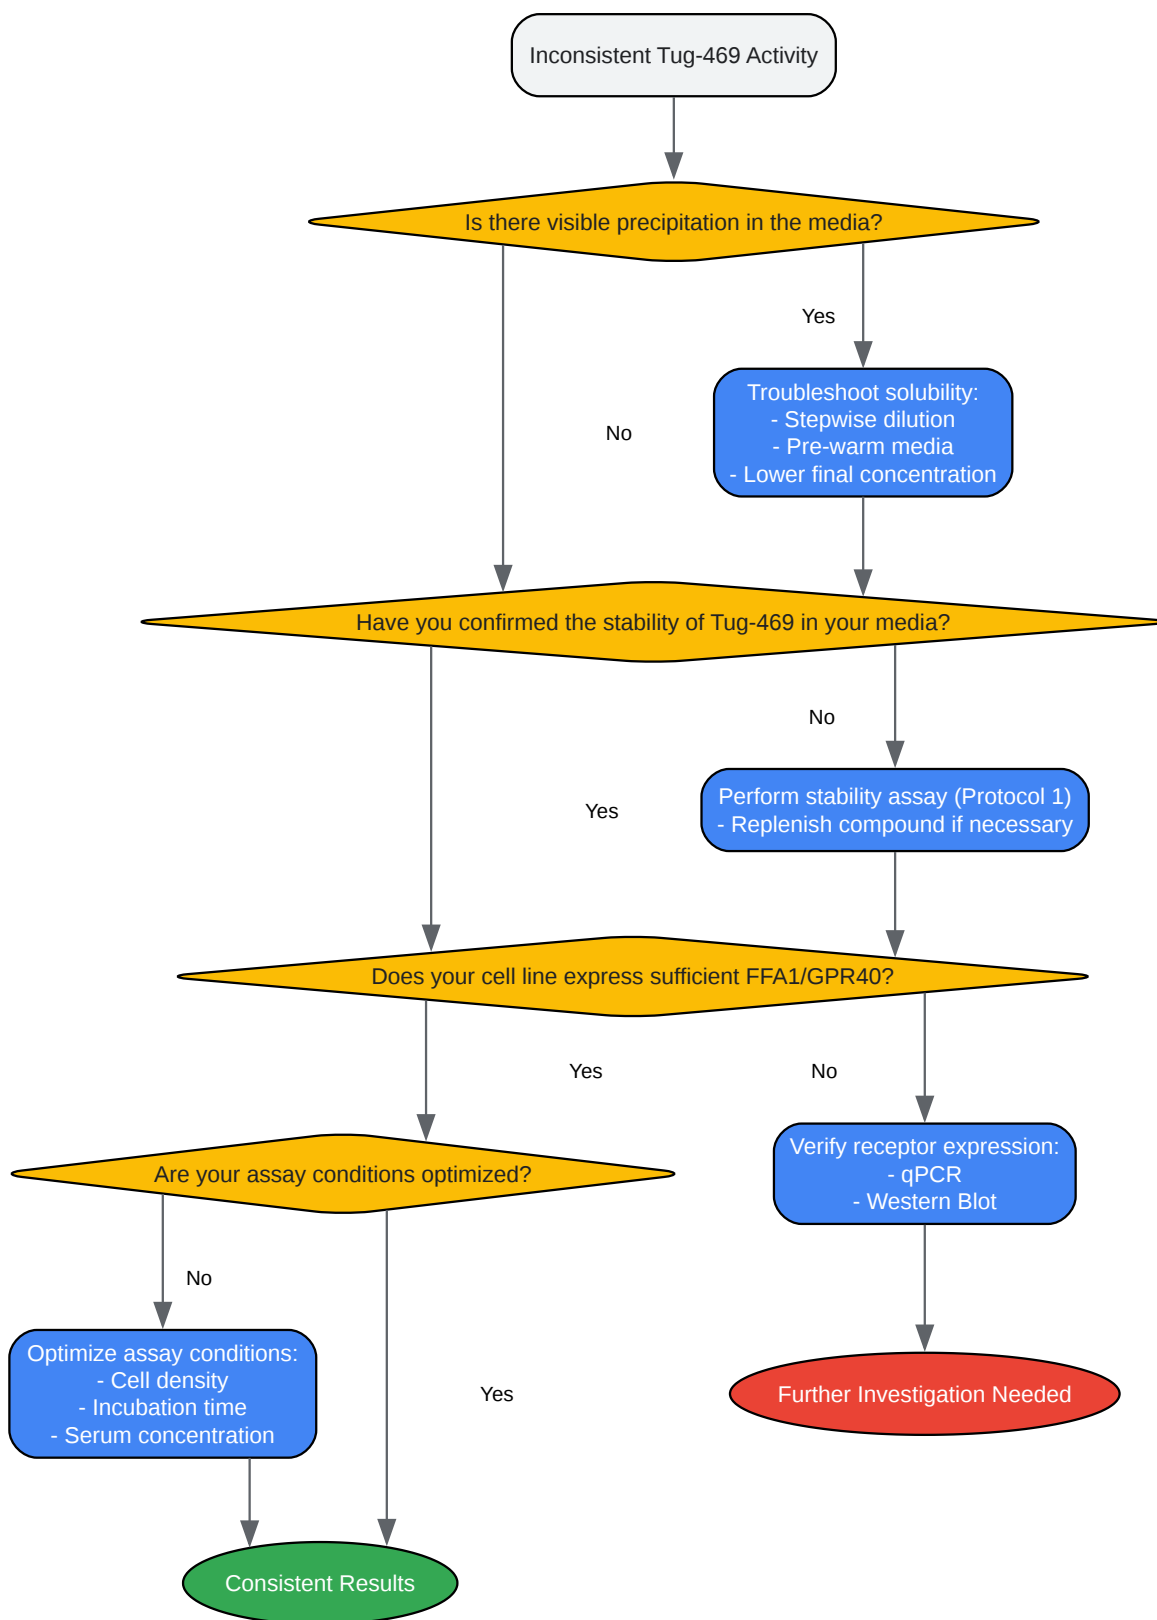 Inconsistent Tug-469 Activity
Is there visible precipitation in the media?
Yes
Troubleshoot solubility:
- Stepwise dilution
- Pre-warm media
- Lower final concentration
No
Have you confirmed the stability of Tug-469 in your media?
No
Perform stability assay (Protocol 1)
- Replenish compound if necessary
Yes
Does your cell line express sufficient FFA1/GPR40?
Yes
No
Verify receptor expression:
- qPCR
- Western Blot
Are your assay conditions optimized?
No
Optimize assay conditions:
- Cell density
- Incubation time
- Serum concentration
Yes
Further Investigation Needed
Consistent Results